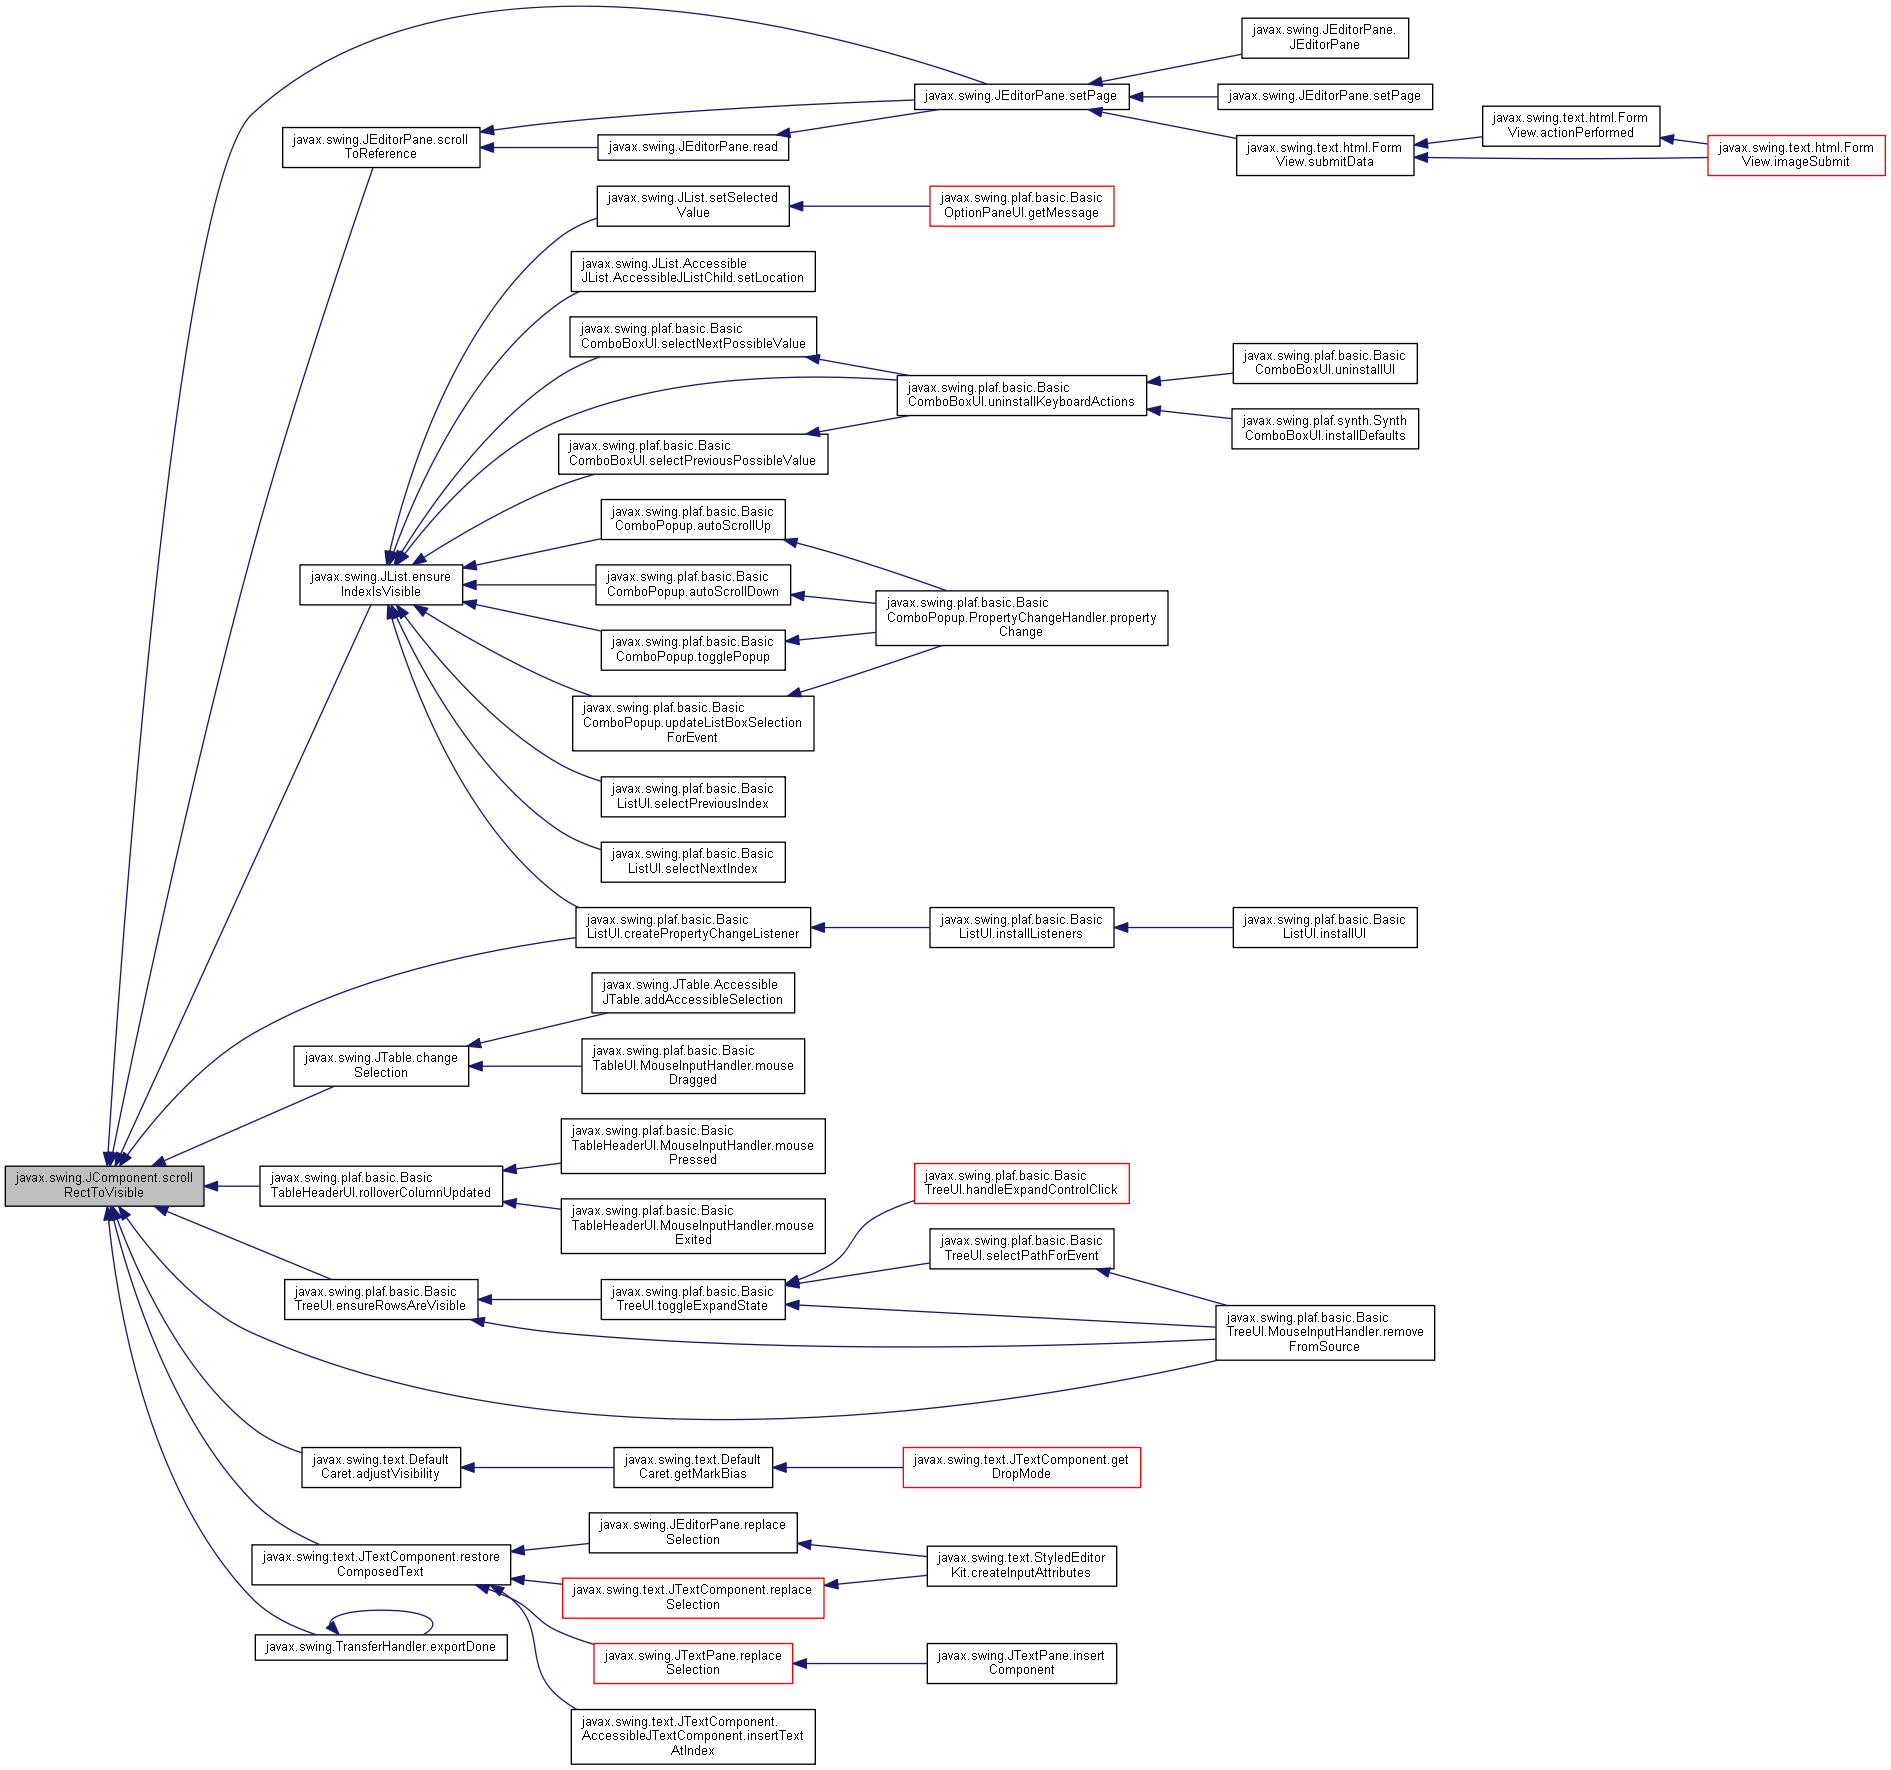 javax.swing.JEditorPane.
JEditorPane
javax.swing.JEditorPane.setPage
javax.swing.JEditorPane.setPage
javax.swing.text.html.Form
View.actionPerformed
javax.swing.JEditorPane.scroll
ToReference
javax.swing.JEditorPane.read
javax.swing.text.html.Form
View.submitData
javax.swing.text.html.Form
View.imageSubmit
javax.swing.JList.setSelected
Value
javax.swing.plaf.basic.Basic
OptionPaneUI.getMessage
javax.swing.JList.Accessible
JList.AccessibleJListChild.setLocation
javax.swing.plaf.basic.Basic
ComboBoxUI.selectNextPossibleValue
javax.swing.plaf.basic.Basic
ComboBoxUI.uninstallUI
javax.swing.plaf.basic.Basic
ComboBoxUI.uninstallKeyboardActions
javax.swing.plaf.synth.Synth
ComboBoxUI.installDefaults
javax.swing.plaf.basic.Basic
ComboBoxUI.selectPreviousPossibleValue
javax.swing.plaf.basic.Basic
ComboPopup.autoScrollUp
javax.swing.JList.ensure
IndexIsVisible
javax.swing.plaf.basic.Basic
ComboPopup.autoScrollDown
javax.swing.plaf.basic.Basic
ComboPopup.PropertyChangeHandler.property
Change
javax.swing.plaf.basic.Basic
ComboPopup.togglePopup
javax.swing.plaf.basic.Basic
ComboPopup.updateListBoxSelection
ForEvent
javax.swing.plaf.basic.Basic
ListUI.selectPreviousIndex
javax.swing.plaf.basic.Basic
ListUI.selectNextIndex
javax.swing.plaf.basic.Basic
ListUI.createPropertyChangeListener
javax.swing.plaf.basic.Basic
ListUI.installListeners
javax.swing.plaf.basic.Basic
ListUI.installUI
javax.swing.JTable.Accessible
JTable.addAccessibleSelection
javax.swing.JTable.change
Selection
javax.swing.plaf.basic.Basic
TableUI.MouseInputHandler.mouse
Dragged
javax.swing.plaf.basic.Basic
TableHeaderUI.MouseInputHandler.mouse
Pressed
javax.swing.JComponent.scroll
RectToVisible
javax.swing.plaf.basic.Basic
TableHeaderUI.rolloverColumnUpdated
javax.swing.plaf.basic.Basic
TreeUI.handleExpandControlClick
javax.swing.plaf.basic.Basic
TableHeaderUI.MouseInputHandler.mouse
Exited
javax.swing.plaf.basic.Basic
TreeUI.selectPathForEvent
javax.swing.plaf.basic.Basic
TreeUI.ensureRowsAreVisible
javax.swing.plaf.basic.Basic
TreeUI.toggleExpandState
javax.swing.plaf.basic.Basic
TreeUI.MouseInputHandler.remove
FromSource
javax.swing.text.Default
Caret.adjustVisibility
javax.swing.text.Default
Caret.getMarkBias
javax.swing.text.JTextComponent.get
DropMode
javax.swing.JEditorPane.replace
Selection
javax.swing.text.JTextComponent.restore
ComposedText
javax.swing.text.StyledEditor
Kit.createInputAttributes
javax.swing.text.JTextComponent.replace
Selection
javax.swing.TransferHandler.exportDone
javax.swing.JTextPane.replace
Selection
javax.swing.JTextPane.insert
Component
javax.swing.text.JTextComponent.
AccessibleJTextComponent.insertText
AtIndex